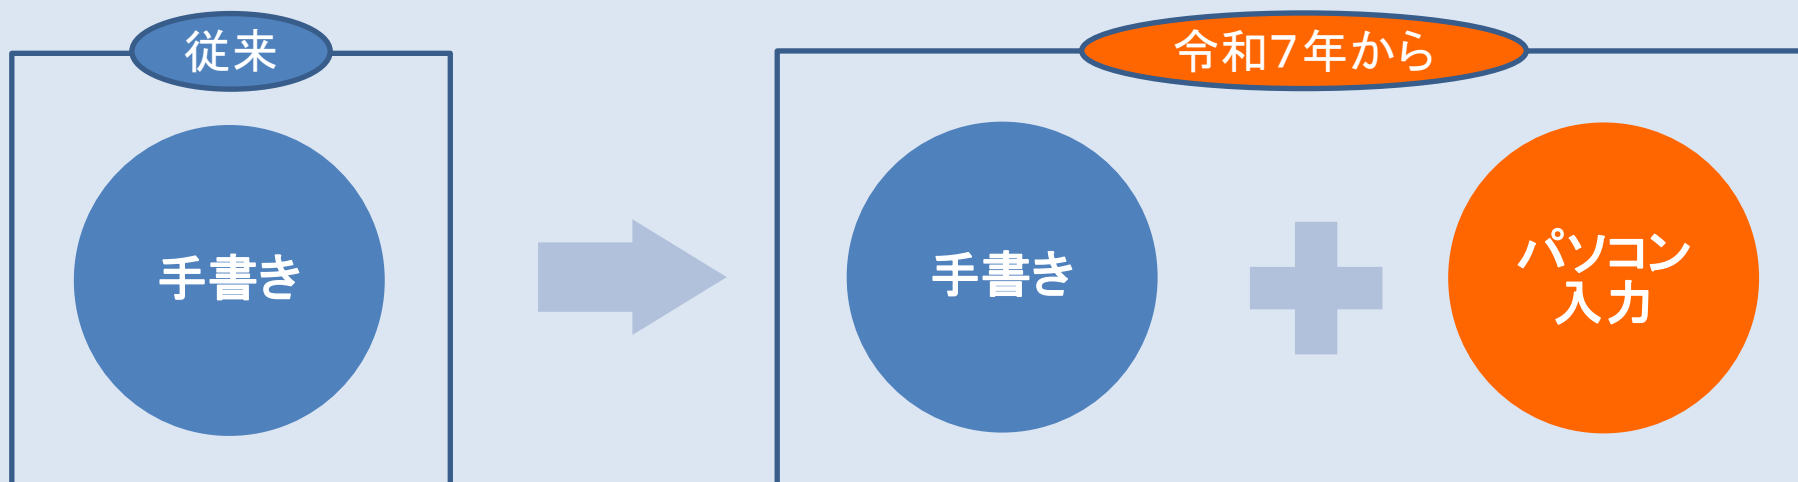 従来
令和7年から
手書き
手書き
パソコン
入力